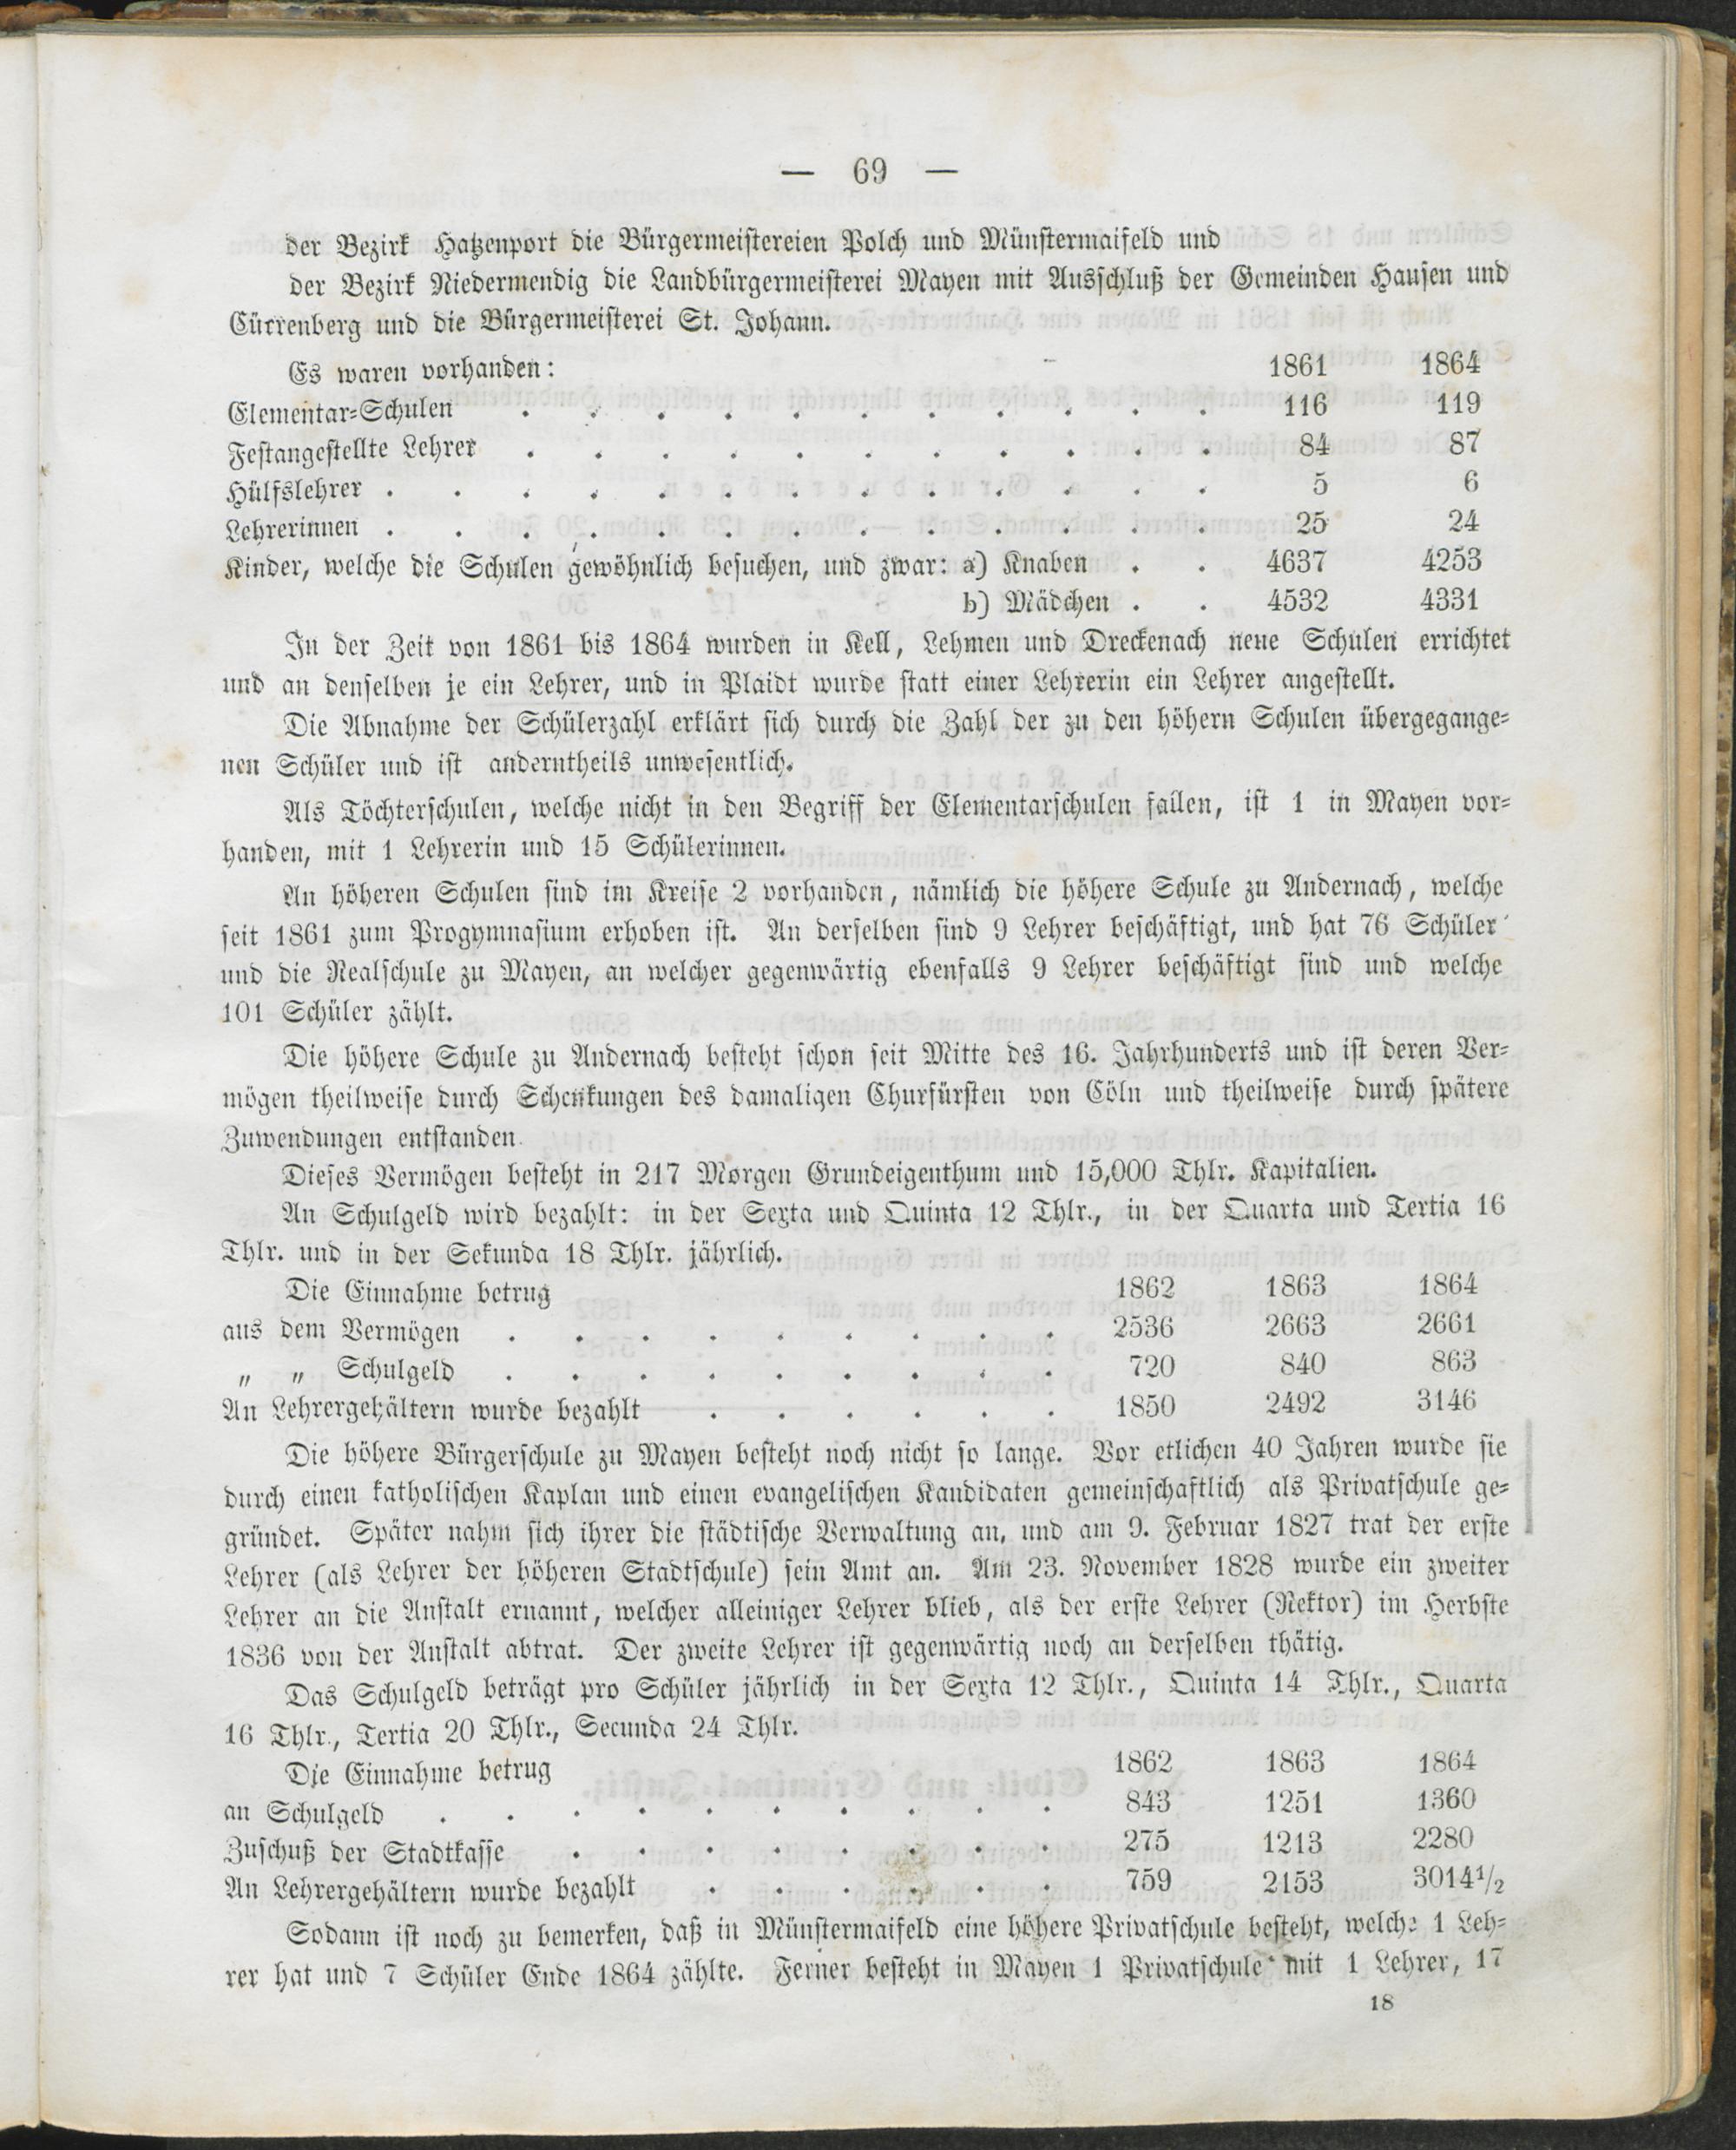 — 69 —
der Bezirk Hatzenport die Bürgermeistereien Polch und Münstermaifeld und
der Bezirk Niedermendig die Landbürgermeisterei Mayen mit Ausschluß der Gemeinden Hausen und
Cürrenberg und die Bürgermeisterei St. Johann.
Es waren vorhanden: 1861 1864
Elementar-Schulen . . . . . . . . . . . 116 119
Festangestellte Lehrer . . . . . . . . . . . 84 87
Hülfslehrer . . . . . . . . . . . . . 5 6
Lehrerinnen . . . . . . . . . . . . . 25 24
Kinder, welche die Schulen gewöhnlich besuchen, und zwar: a) Knaben . . 4637 4253
b) Mädchen . . 4532 4331
In der Zeit von 1861 bis 1864 wurden in Kell, Lehmen und Dreckenach neue Schulen errichtet
und an denselben je ein Lehrer, und in Plaidt wurde statt einer Lehrerin ein Lehrer angestellt.
Die Abnahme der Schülerzahl erklärt sich durch die Zahl der zu den höhern Schulen übergegange-
nen Schüler und ist anderntheils unwesentlich.
Als Töchterschulen, welche nicht in den Begriff der Elementarschulen fallen, ist 1 in Mayen vor-
handen, mit 1 Lehrerin und 15 Schülerinnen.
An höheren Schulen sind im Kreise 2 vorhanden, nämlich die höhere Schule zu Andernach, welche
seit 1861 zum Progymnasium erhoben ist. An derselben sind 9 Lehrer beschäftigt, und hat 76 Schüler
und die Realschule zu Mayen, an welcher gegenwärtig ebenfalls 9 Lehrer beschäftigt sind und welche
101 Schüler zählt.
Die höhere Schule zu Andernach besteht schon seit Mitte des 16. Jahrhunderts und ist deren Ver-
mögen theilweise durch Schenkungen des damaligen Churfürsten von Cöln und theilweise durch spätere
Zuwendungen entstanden.
Dieses Vermögen besteht in 217 Morgen Grundeigenthum und 15,000 Thlr. Kapitalien.
An Schulgeld wird bezahlt: in der Sexta und Quinta 12 Thlr., in der Quarta und Tertia 16
Thlr. und in der Sekunda 18 Thlr. jährlich.
Die Einnahme betrug 1862 1863 1864
aus dem Vermögen . . . . . . . . . 2536 2663 2661
„ „ Schulgeld . . . . . . . . . 720 840 863
An Lehrergehältern wurde bezahlt . . . . . . 1850 2492 3146
Die höhere Bürgerschule zu Mayen besteht noch nicht so lange. Vor etlichen 40 Jahren wurde sie
durch einen katholischen Kaplan und einen evangelischen Kandidaten gemeinschaftlich als Privatschule ge-
gründet. Später nahm sich ihrer die städtische Verwaltung an, und am 9. Februar 1827 trat der erste
Lehrer (als Lehrer der höheren Stadtschule) sein Amt an. Am 23. November 1828 wurde ein zweiter
Lehrer an die Anstalt ernannt, welcher alleiniger Lehrer blieb, als der erste Lehrer (Rektor) im Herbste
1836 von der Anstalt abtrat. Der zweite Lehrer ist gegenwärtig noch an derselben thätig.
Das Schulgeld beträgt pro Schüler jährlich in der Sexta 12 Thlr., Quinta 14 Thlr., Quarta
16 Thlr., Tertia 20 Thlr., Secunda 24 Thlr.
Die Einnahme betrug 1862 1863 1864
an Schulgeld . . . . . . . . . . 843 1251 1360
Zuschuß der Stadtkasse . . . . . . . . 275 1213 2280
An Lehrergehältern wurde bezahlt . . . . . . 759 2153 3014½
Sodann ist noch zu bemerken, daß in Münstermaifeld eine höhere Privatschule besteht, welche 1 Leh-
rer hat und 7 Schüler Ende 1864 zählte. Ferner besteht in Mayen 1 Privatschule mit 1 Lehrer, 17
18